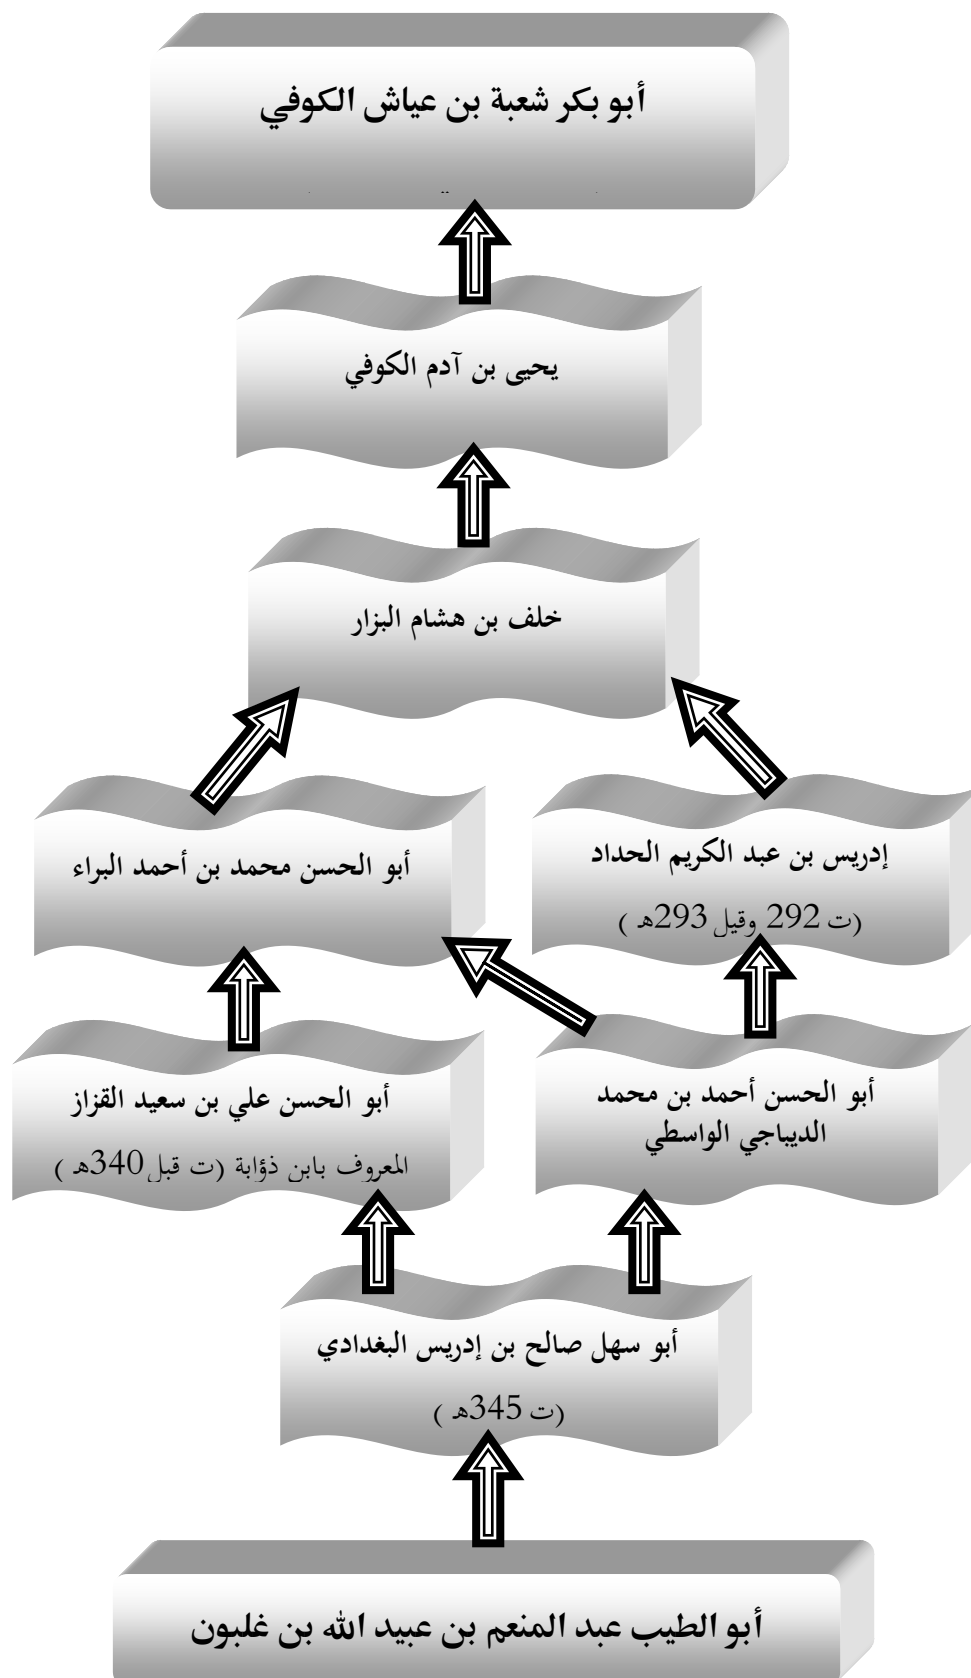 أبو بكر شعبة بن عياش الكوفي
يحيى بن آدم الكوفي
خلف بن هشام البزار
إدريس بن عبد الكريم الحداد
(ت 292 وقيل 293هـ )
أبو الحسن محمد بن أحمد البراء
أبو الحسن أحمد بن محمد
الديباجي الواسطي
أبو الحسن علي بن سعيد القزاز
المعروف بابن ذؤابة (ت قبل 340هـ )
أبو سهل صالح بن إدريس البغدادي
(ت 345هـ )
أبو الطيب عبد المنعم بن عبيد الله بن غلبون